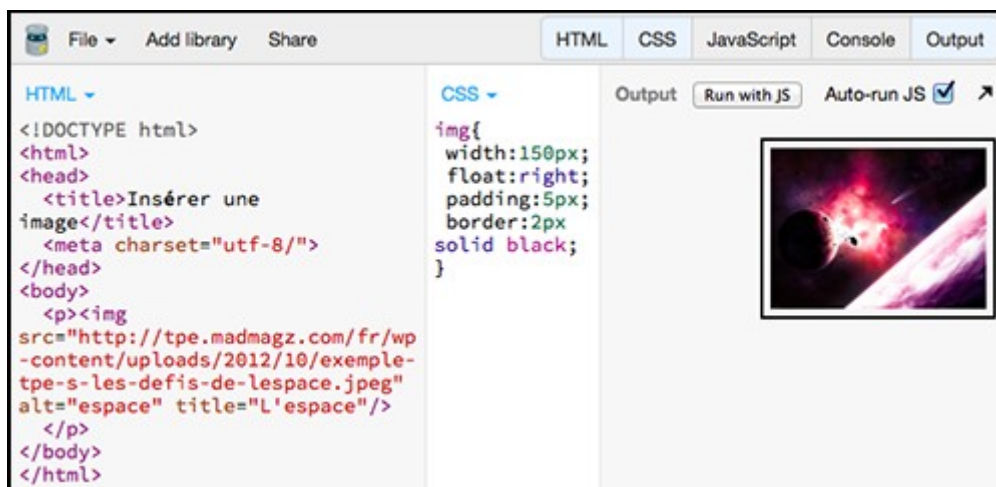 File Add library Share HTML CSS JavaScript Console Output
HTML
<!DOCTYPE html>
<html>
<head>
<title>Insérer une
image</title>
<meta charset="utf-8/">
</head>
<body>
<p><img
src="http://tpe.madmagz.com/fr/wp
-content/uploads/2012/10/exemple-
tpe-s-les-defis-de-lespace.jpeg"
alt="espace" title="L'espace"/>
</p>
</body>
</html>
CSS
img{
width:150px;
float:right;
padding:5px;
border:2px
solid black;
}
Output Run with JS Auto-run JS